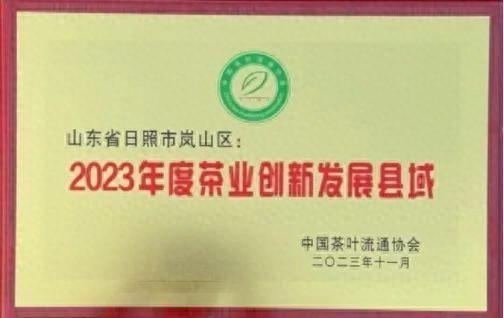 山东省日照市岚山区：
2023年度茶业创新发展县域
中国茶叶流通协会
二〇二三年十一月